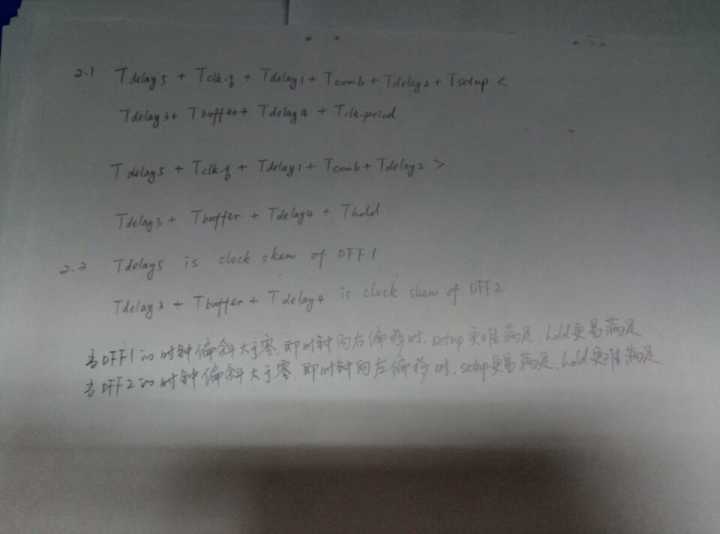 2.1 Tdelay5 + Tclk-q + Tdelay1 + Tcomb + Tdelay2 + Tsetup <
Tdelay3 + Tbuffer + Tdelay4 + Tclk-period
Tdelay5 + Tclk-q + Tdelay1 + Tcomb + Tdelay2 >
Tdelay3 + Tbuffer + Tdelay4 + Thold
2.2 Tdelay5 is clock skew of DFF1
Tdelay3 + Tbuffer + Tdelay4 is clock skew of DFF2
当DFF1的时钟偏斜大于零,即时钟向右偏移时,setup更难满足,hold更易满足
当DFF2的时钟偏斜大于零,即时钟向右偏移时,setup更易满足,hold更难满足